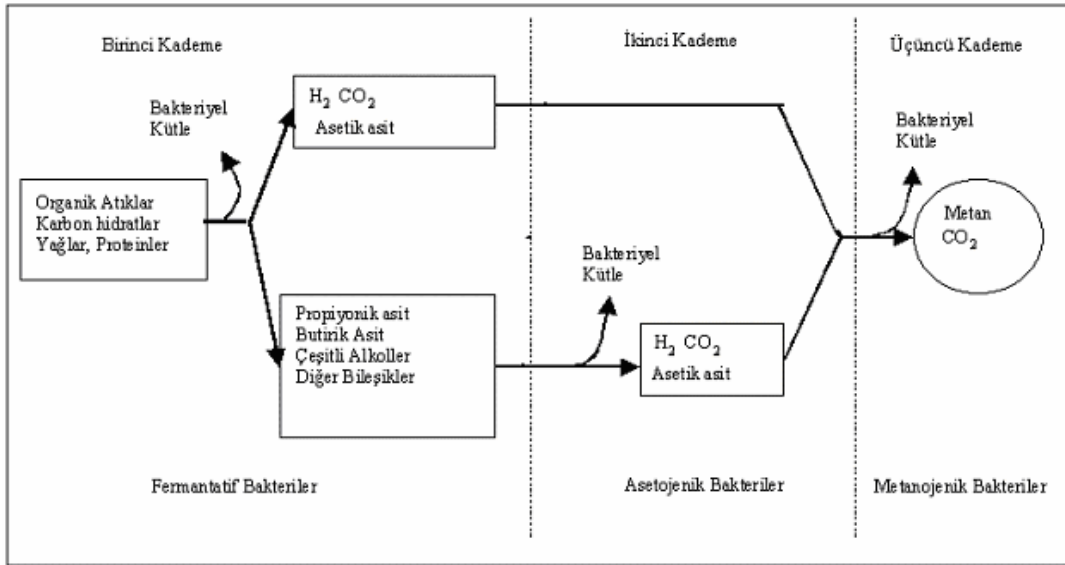 Birinci Kademe
İkinci Kademe
Üçüncü Kademe
Bakteriyel
Kütle
H₂ CO₂
Asetik asit
Bakteriyel
Kütle
Organik Atıklar
Karbon hidratlar
Yağlar, Proteinler
Metan
CO₂
Bakteriyel
Kütle
Propiyonik asit
Butirik Asit
Çeşitli Alkoller
Diğer Bileşikler
H₂ CO₂
Asetik asit
Fermantatif Bakteriler
Asetojenik Bakteriler
Metanojenik Bakteriler